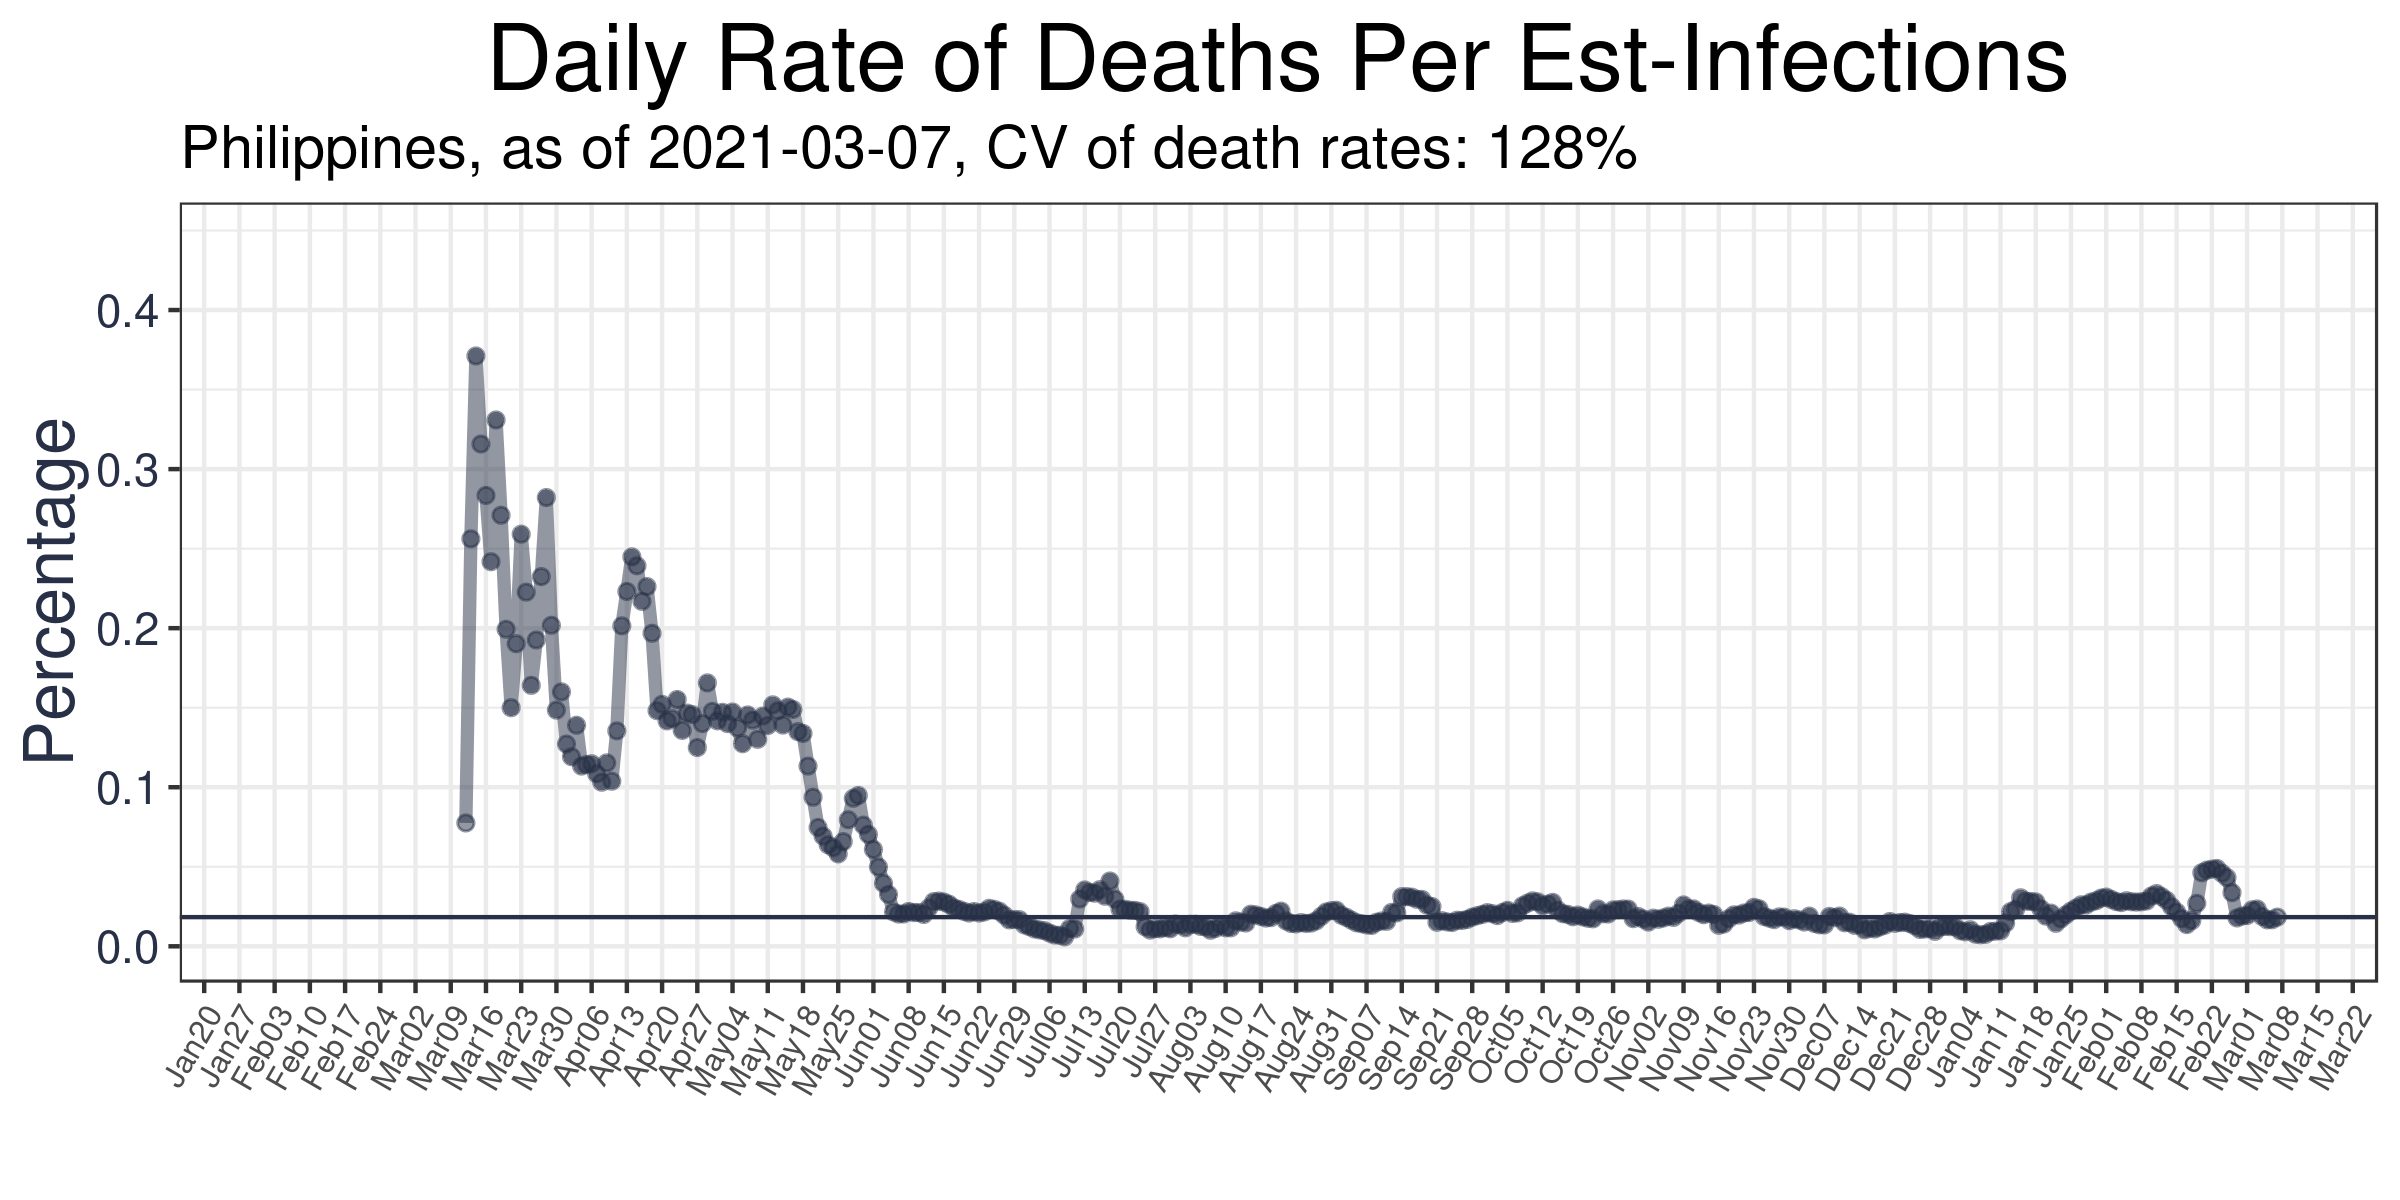 Daily Rate of Deaths Per Est-Infections
Philippines, as of 2021-03-07, CV of death rates: 128%
Percentage
0.4
0.3
0.2
0.1
0.0
Jan20
Jan27
Feb03
Feb10
Feb17
Feb24
Mar02
Mar09
Mar16
Mar23
Mar30
Apr06
Apr13
Apr20
Apr27
May04
May11
May18
May25
Jun01
Jun08
Jun15
Jun22
Jun29
Jul06
Jul13
Jul20
Jul27
Aug03
Aug10
Aug17
Aug24
Aug31
Sep07
Sep14
Sep21
Sep28
Oct05
Oct12
Oct19
Oct26
Nov02
Nov09
Nov16
Nov23
Nov30
Dec07
Dec14
Dec21
Dec28
Jan04
Jan11
Jan18
Jan25
Feb01
Feb08
Feb15
Feb22
Mar01
Mar08
Mar15
Mar22